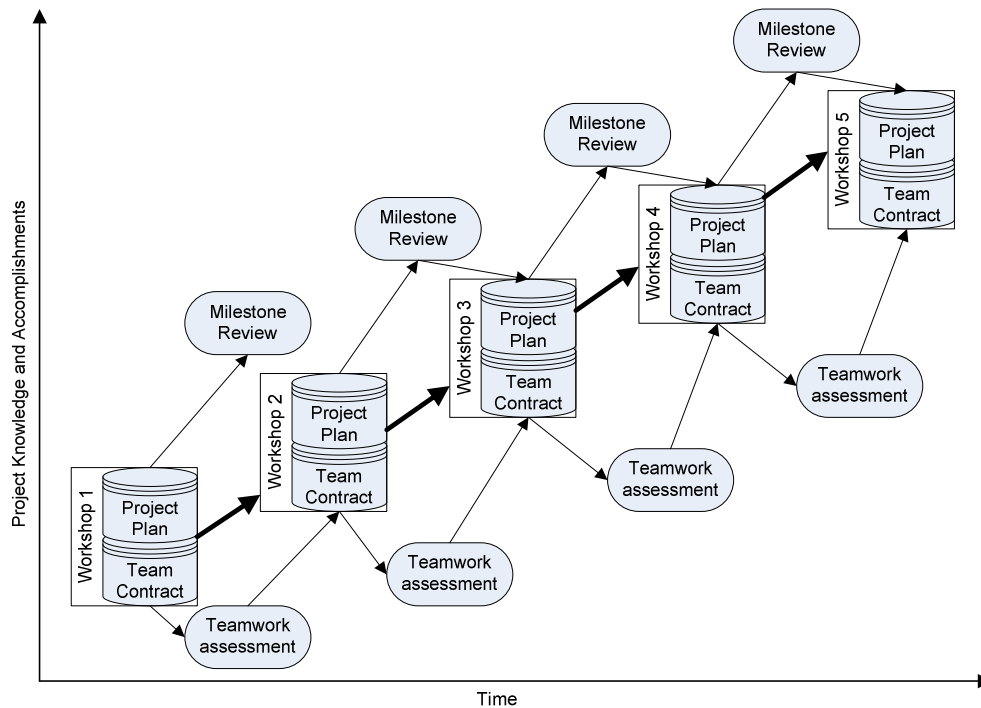 Milestone
Review
Workshop 5
Project
Plan
Team
Contract
Milestone
Review
Workshop 4
Project
Plan
Team
Contract
Milestone
Review
Workshop 3
Project
Plan
Team
Contract
Teamwork
assessment
Milestone
Review
Workshop 2
Project
Plan
Team
Contract
Teamwork
assessment
Workshop 1
Project
Plan
Team
Contract
Teamwork
assessment
Teamwork
assessment
Project Knowledge and Accomplishments
Time